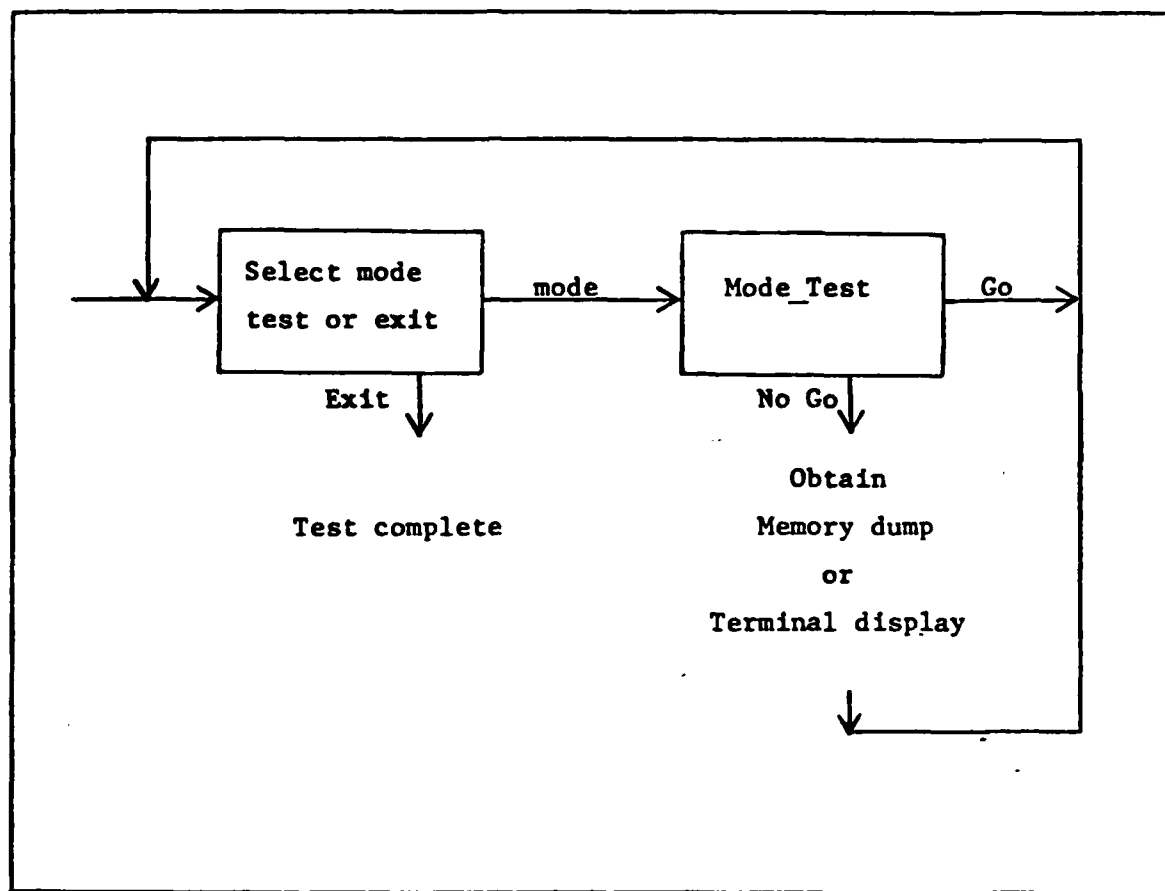 Select mode
test or exit
mode
Mode_Test
Go
Exit
No Go
Test complete
Obtain
Memory dump
or
Terminal display